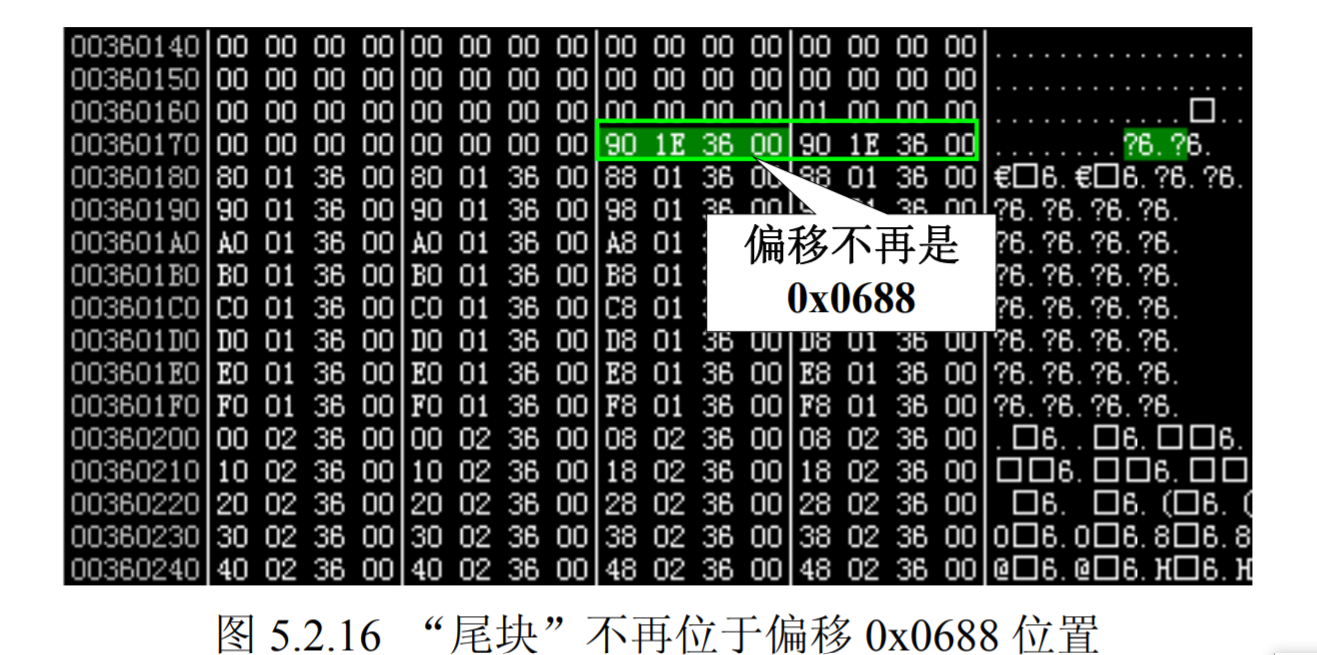 00360140 00 00 00 00 00 00 00 00 00 00 00 00 00 00 00 00 ................
00360150 00 00 00 00 00 00 00 00 00 00 00 00 00 00 00 00 ................
00360160 00 00 00 00 00 00 00 00 00 00 00 00 01 00 00 00 ............□..
00360170 00 00 00 00 00 00 00 00 90 1E 36 00 90 1E 36 00 ........?6.?6.
00360180 80 01 36 00 80 01 36 00 88 01 36 00 88 01 36 00 €□6.€□6.?6.?6.
00360190 90 01 36 00 90 01 36 00 98 01 36 00 01 36 00 ?6.?6.?6.?6.
003601A0 A0 01 36 00 A0 01 36 00 A8 01 ?6.?6.?6.?6.
003601B0 B0 01 36 00 B0 01 36 00 B8 01 ?6.?6.?6.?6.
003601C0 C0 01 36 00 C0 01 36 00 C8 01 ?6.?6.?6.?6.
003601D0 D0 01 36 00 D0 01 36 00 D8 01 36 00 D8 01 36 00 ?6.?6.?6.?6.
003601E0 E0 01 36 00 E0 01 36 00 E8 01 36 00 E8 01 36 00 ?6.?6.?6.?6.
003601F0 F0 01 36 00 F0 01 36 00 F8 01 36 00 F8 01 36 00 ?6.?6.?6.?6.
00360200 00 02 36 00 00 02 36 00 08 02 36 00 08 02 36 00 .□6..□6.□□6.
00360210 10 02 36 00 10 02 36 00 18 02 36 00 18 02 36 00 □□6.□□6.□□6.□□
00360220 20 02 36 00 20 02 36 00 28 02 36 00 28 02 36 00 □6. □6.(□6.(
00360230 30 02 36 00 30 02 36 00 38 02 36 00 38 02 36 00 0□6.0□6.8□6.8
00360240 40 02 36 00 40 02 36 00 48 02 36 00 48 02 36 00 @□6.@□6.H□6.H
偏移不再是
0x0688
图 5.2.16 “尾块”不再位于偏移 0x0688 位置